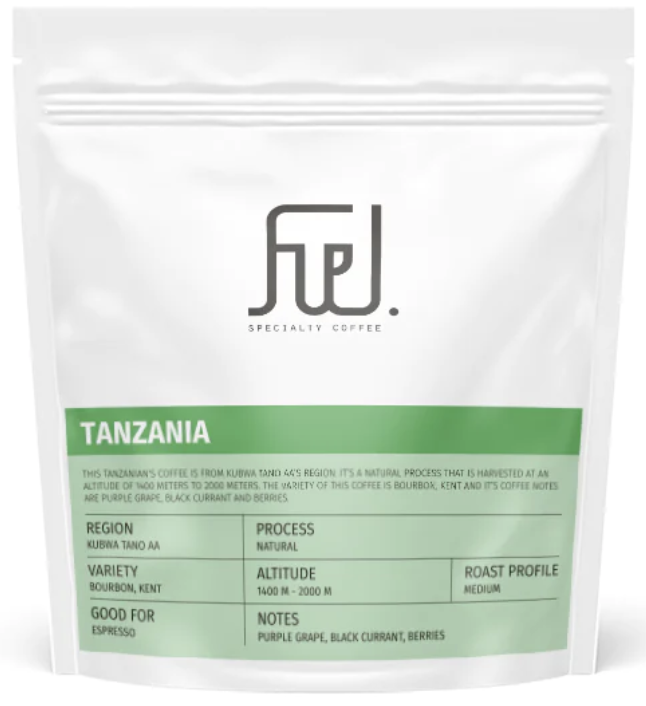 Fuel.
SPECIALTY COFFEE
TANZANIA
THIS TANZANIAN'S COFFEE IS FROM KUBWA TANO AA'S REGION. IT'S A NATURAL PROCESS THAT IS HARVESTED AT AN
ALTITUDE OF 1400 METERS TO 2000 METERS. THE VARIETY OF THIS COFFEE IS BOURBOX, KENT AND IT'S COFFEE NOTES
ARE PURPLE GRAPE, BLACK CURRANT AND BERRIES.
REGION
KUBWA TANO AA
PROCESS
NATURAL
VARIETY
BOURBON, KENT
ALTITUDE
1400 M - 2000 M
ROAST PROFILE
MEDIUM
GOOD FOR
ESPRESSO
NOTES
PURPLE GRAPE, BLACK CURRANT, BERRIES